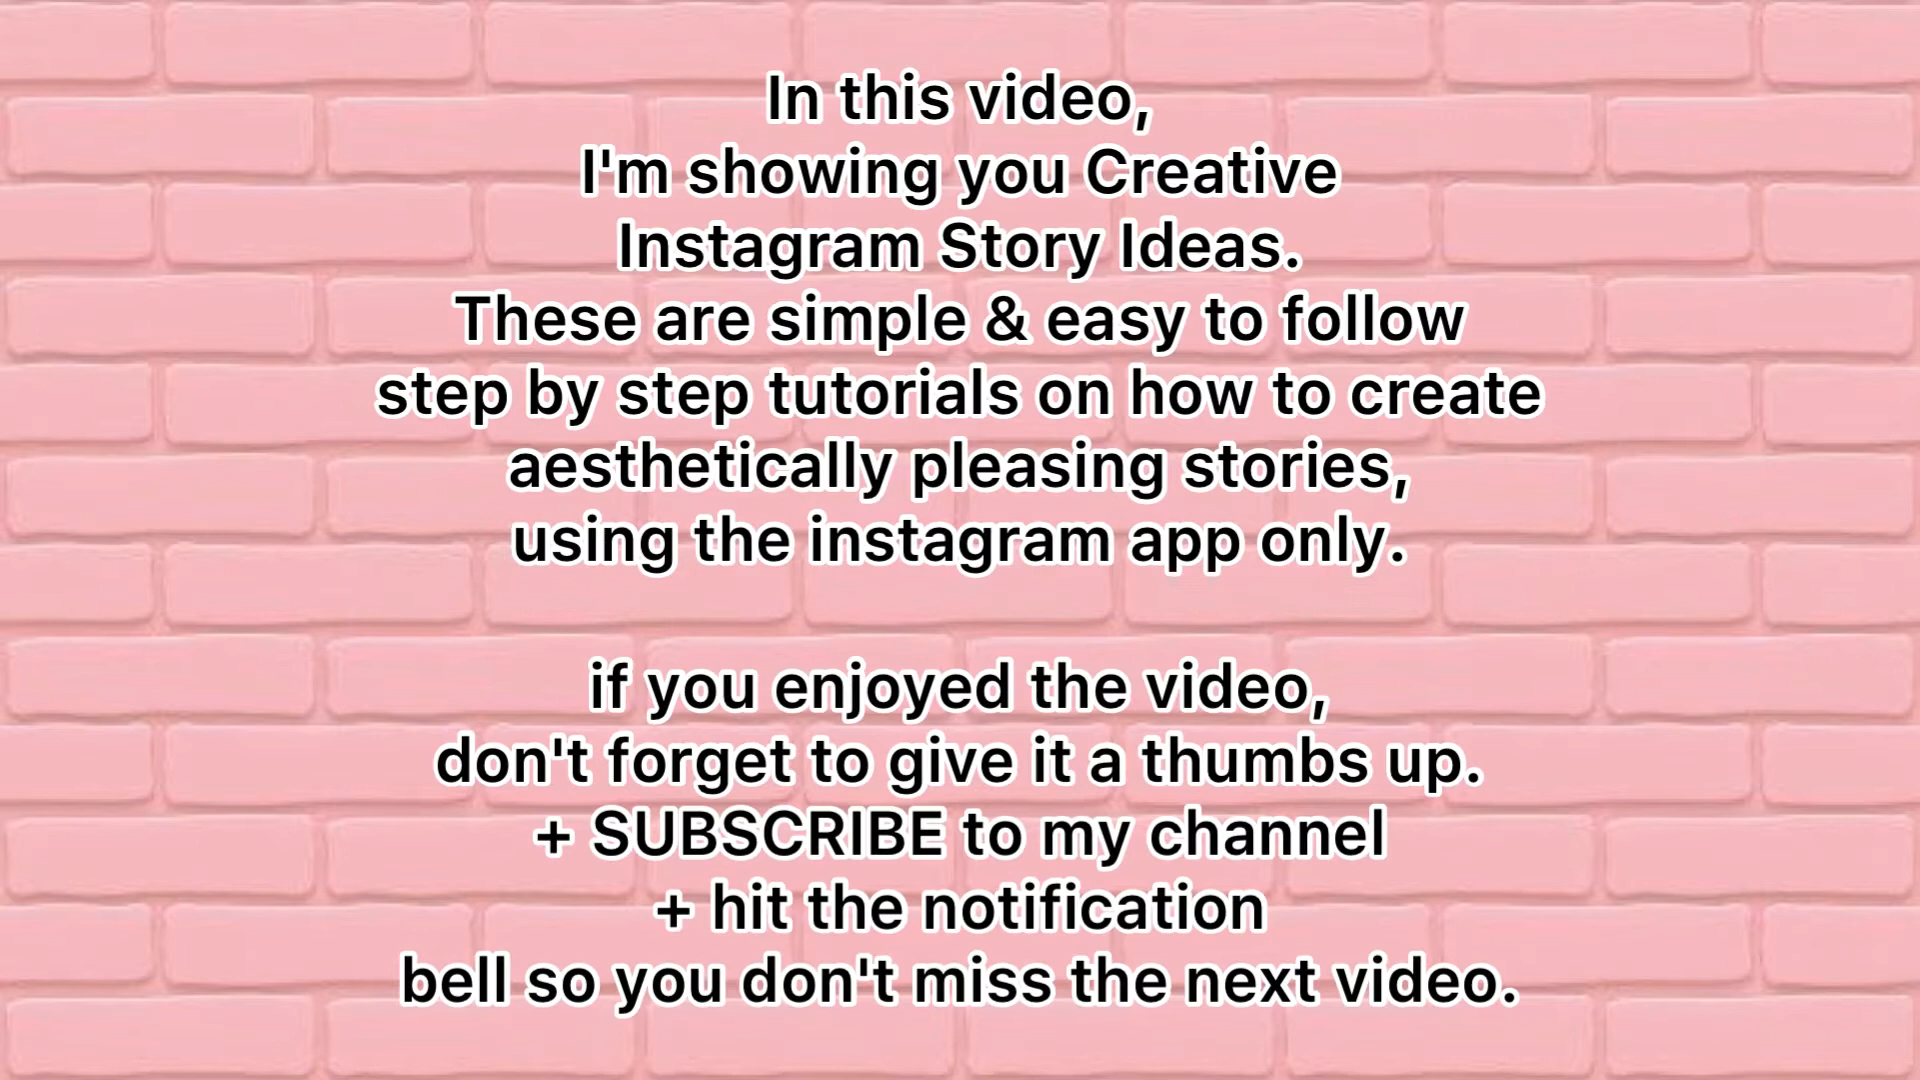 In this video,
I'm showing you Creative
Instagram Story Ideas.
These are simple & easy to follow
step by step tutorials on how to create
aesthetically pleasing stories,
using the instagram app only.
if you enjoyed the video,
don't forget to give it a thumbs up.
+ SUBSCRIBE to my channel
+ hit the notification
bell so you don't miss the next video.